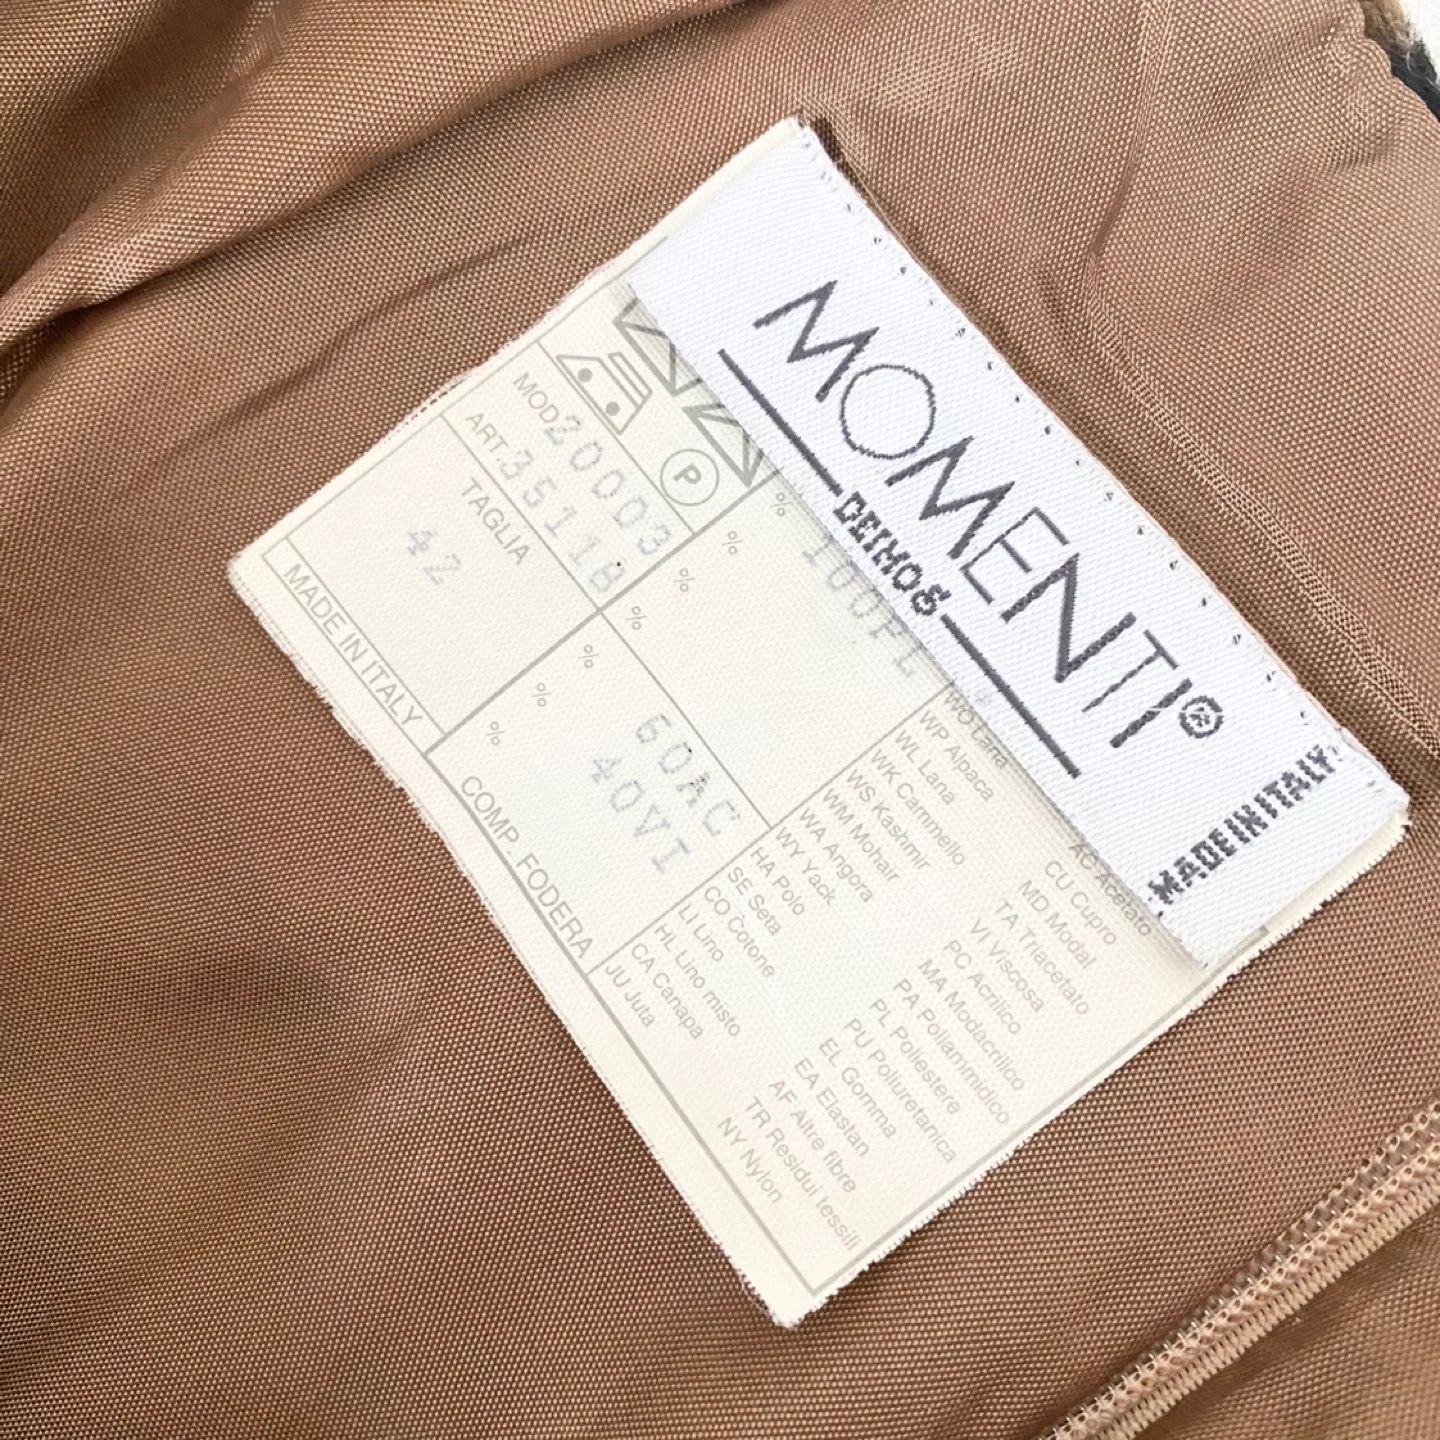 MOMENTI®
DEIMOS
MADE IN ITALY
P
MOD. 20003
ART. 35118
TAGLIA
42
MADE IN ITALY
% 100PL
%
%
%
%
% 60AC
% 40VI
COMP. FODERA
WO Lana
WP Alpaca
WL Lana
WK Cammello
WS Kashmir
WM Mohair
WA Angora
WY Yack
HA Polo
SE Seta
CO Cotone
LI Lino
HL Lino misto
CA Canapa
JU Juta
AC Acetato
CU Cupro
MD Modal
TA Triacetato
VI Viscosa
PC Acrilico
MA Modacrilico
PA Poliammidico
PL Poliestere
PU Poliuretanica
EL Gomma
EA Elastan
AF Altre fibre
TR Residui tessili
NY Nylon